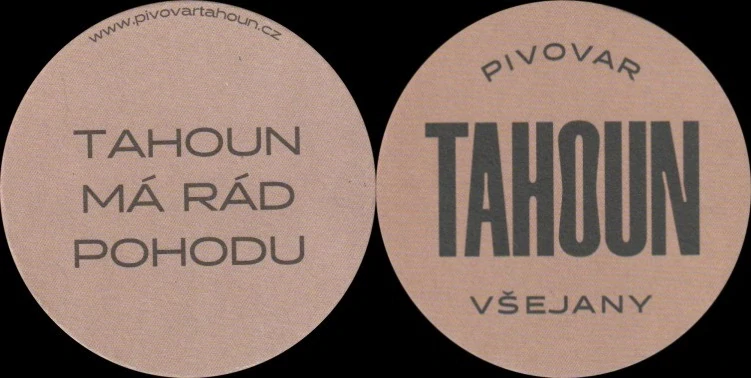 www.pivovartahoun.cz
TAHOUN
MÁ RÁD
POHODU
PIVOVAR
TAHOUN
VŠEJANY